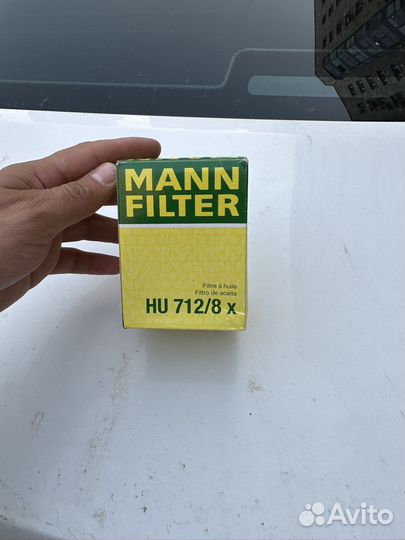 MANN
FILTER
Filtre à huile
Filtro de aceite
HU 712/8 x
Avito